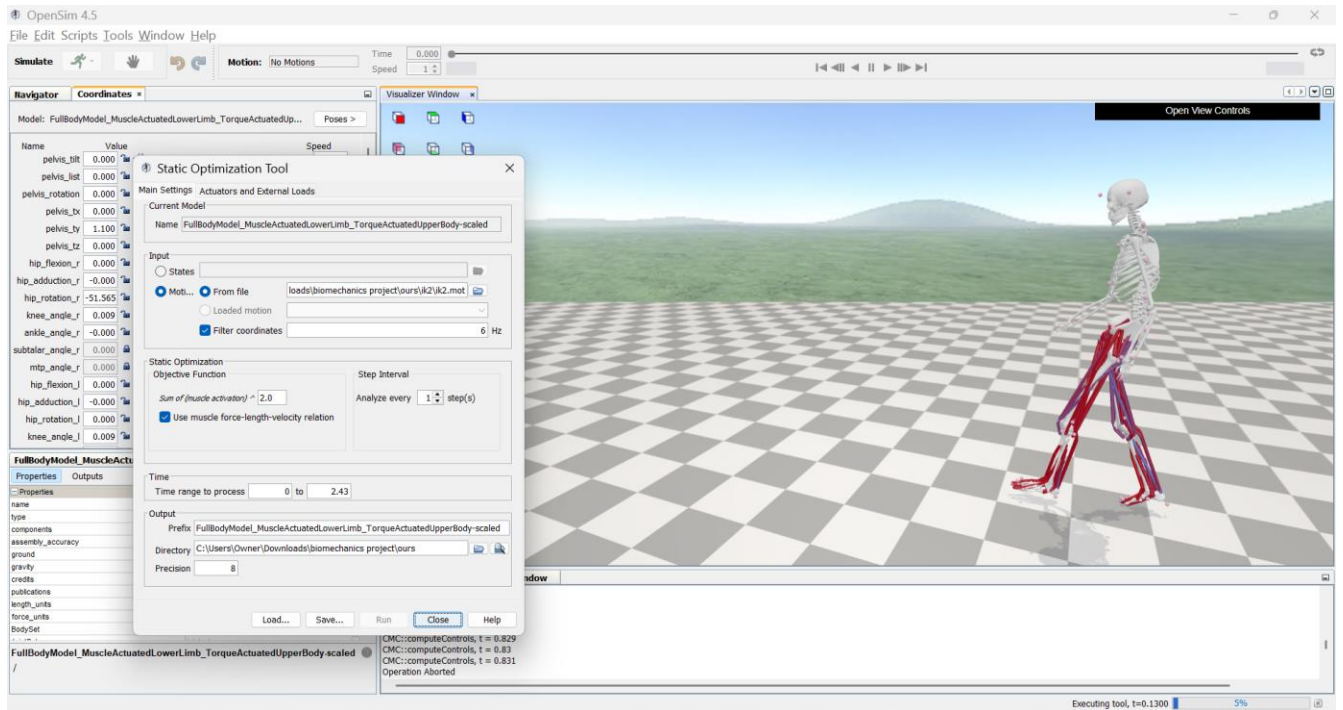 OpenSim 4.5
File Edit Scripts Tools Window Help
Simulate
Motion: No Motions
Time 0.000
Speed 1
Navigator Coordinates ×
Visualizer Window ×
Model: FullBodyModel_MuscleActuatedLowerLimb_TorqueActuatedUp... Poses >
Open View Controls
Name Value Speed
pelvis_tilt 0.000
pelvis_list 0.000
pelvis_rotation 0.000
pelvis_tx 0.000
pelvis_ty 1.100
pelvis_tz 0.000
hip_flexion_r 0.000
hip_adduction_r -0.000
hip_rotation_r -51.565
knee_angle_r 0.009
ankle_angle_r -0.000
subtalar_angle_r 0.000
mtp_angle_r 0.000
hip_flexion_l 0.000
hip_adduction_l -0.000
hip_rotation_l 0.000
knee_angle_l 0.009
FullBodyModel_MuscleActu
Properties Outputs
Properties
name
type
components
assembly_accuracy
ground
gravity
credits
publications
length_units
force_units
BodySet
FullBodyModel_MuscleActuatedLowerLimb_TorqueActuatedUpperBody-scaled
/
Static Optimization Tool
Main Settings Actuators and External Loads
Current Model
Name FullBodyModel_MuscleActuatedLowerLimb_TorqueActuatedUpperBody-scaled
Input
States
Moti... From file loads\biomechanics project\ours\ik2\ik2.mot
Loaded motion
Filter coordinates 6 Hz
Static Optimization
Objective Function
Sum of (muscle activation) ^ 2.0
Use muscle force-length-velocity relation
Step Interval
Analyze every 1 step(s)
Time
Time range to process 0 to 2.43
Output
Prefix FullBodyModel_MuscleActuatedLowerLimb_TorqueActuatedUpperBody-scaled
Directory C:\Users\Owner\Downloads\biomechanics project\ours
Precision 8
Load... Save... Run Close Help
ndow
CMC::computeControls, t = 0.829
CMC::computeControls, t = 0.83
CMC::computeControls, t = 0.831
Operation Aborted
Executing tool, t=0.1300 5%